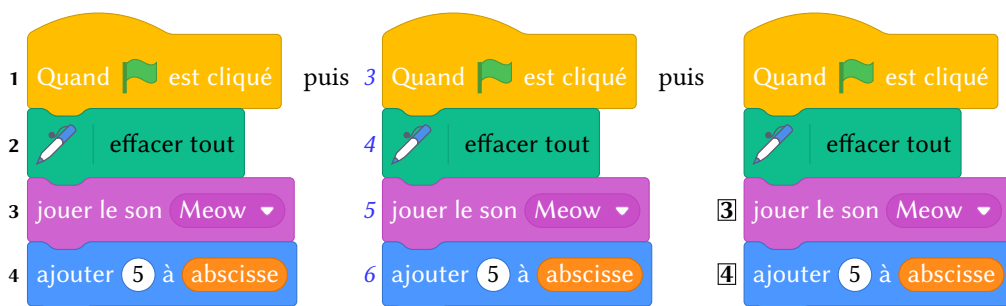 1 Quand est cliqué puis 3 Quand est cliqué puis Quand est cliqué
2 effacer tout 4 effacer tout effacer tout
3 jouer le son Meow 5 jouer le son Meow 3 jouer le son Meow
4 ajouter 5 à abscisse 6 ajouter 5 à abscisse 4 ajouter 5 à abscisse